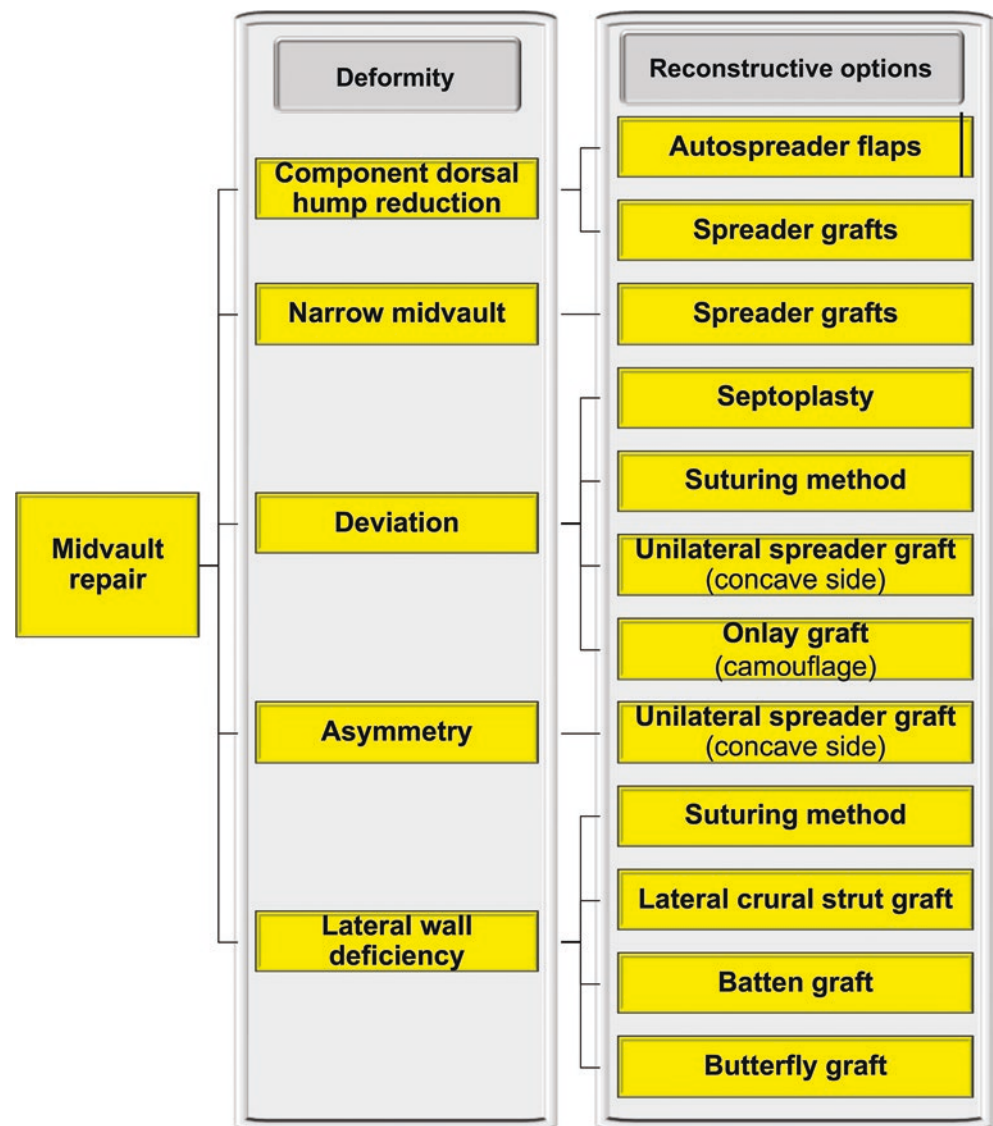 Deformity
Reconstructive options
Midvault
repair
Component dorsal
hump reduction
Autospreader flaps
Spreader grafts
Narrow midvault
Spreader grafts
Deviation
Septoplasty
Suturing method
Unilateral spreader graft
(concave side)
Onlay graft
(camouflage)
Asymmetry
Unilateral spreader graft
(concave side)
Lateral wall
deficiency
Suturing method
Lateral crural strut graft
Batten graft
Butterfly graft